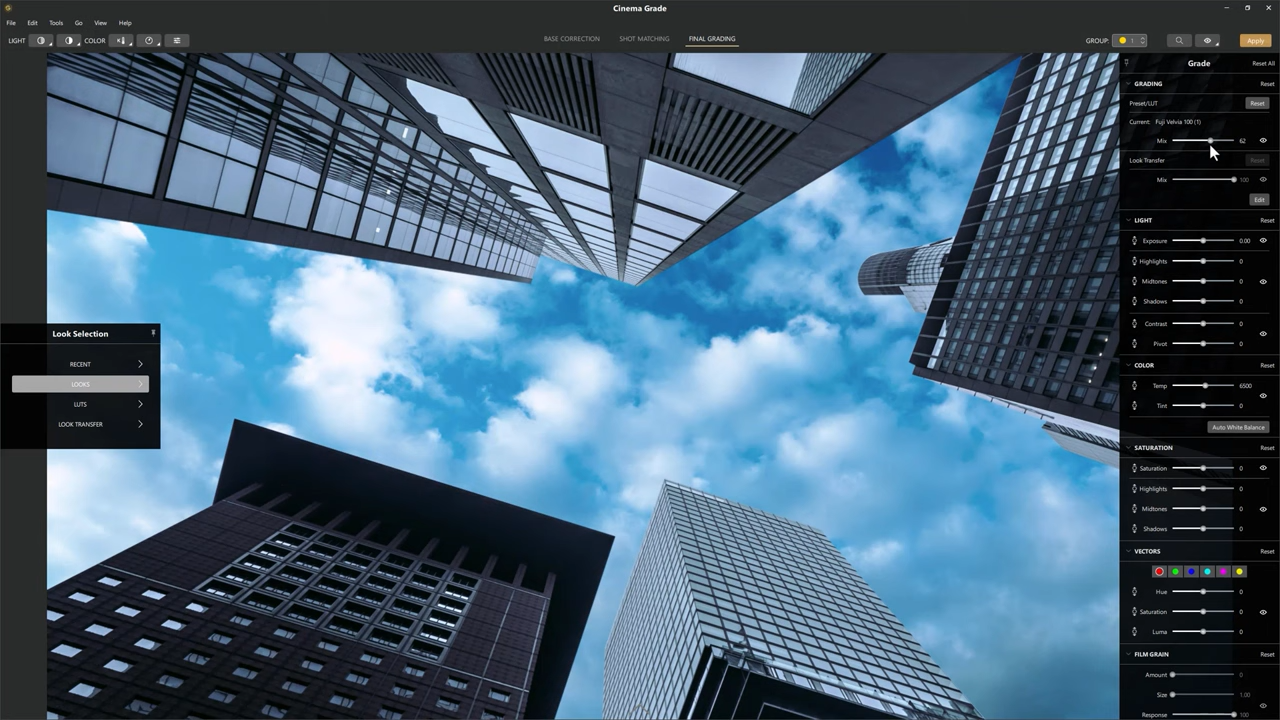 Cinema Grade
File Edit Tools Go View Help
LIGHT COLOR BASE CORRECTION SHOT MATCHING FINAL GRADING GROUP: 1 Apply
Grade Reset All
GRADING Reset
Preset/LUT Reset
Current: Fuji Velvia 100 (1)
Mix 62
Look Transfer Reset
Mix 100
Edit
LIGHT Reset
Exposure 0.00
Highlights 0
Midtones 0
Shadows 0
Contrast 0
Pivot 0
COLOR Reset
Temp 6500
Tint 0
Auto White Balance
SATURATION Reset
Saturation 0
Highlights 0
Midtones 0
Shadows 0
VECTORS Reset
Hue 0
Saturation 0
Luma 0
FILM GRAIN Reset
Amount 0
Size 1.00
Response 100
Look Selection
RECENT
LOOKS
LUTS
LOOK TRANSFER